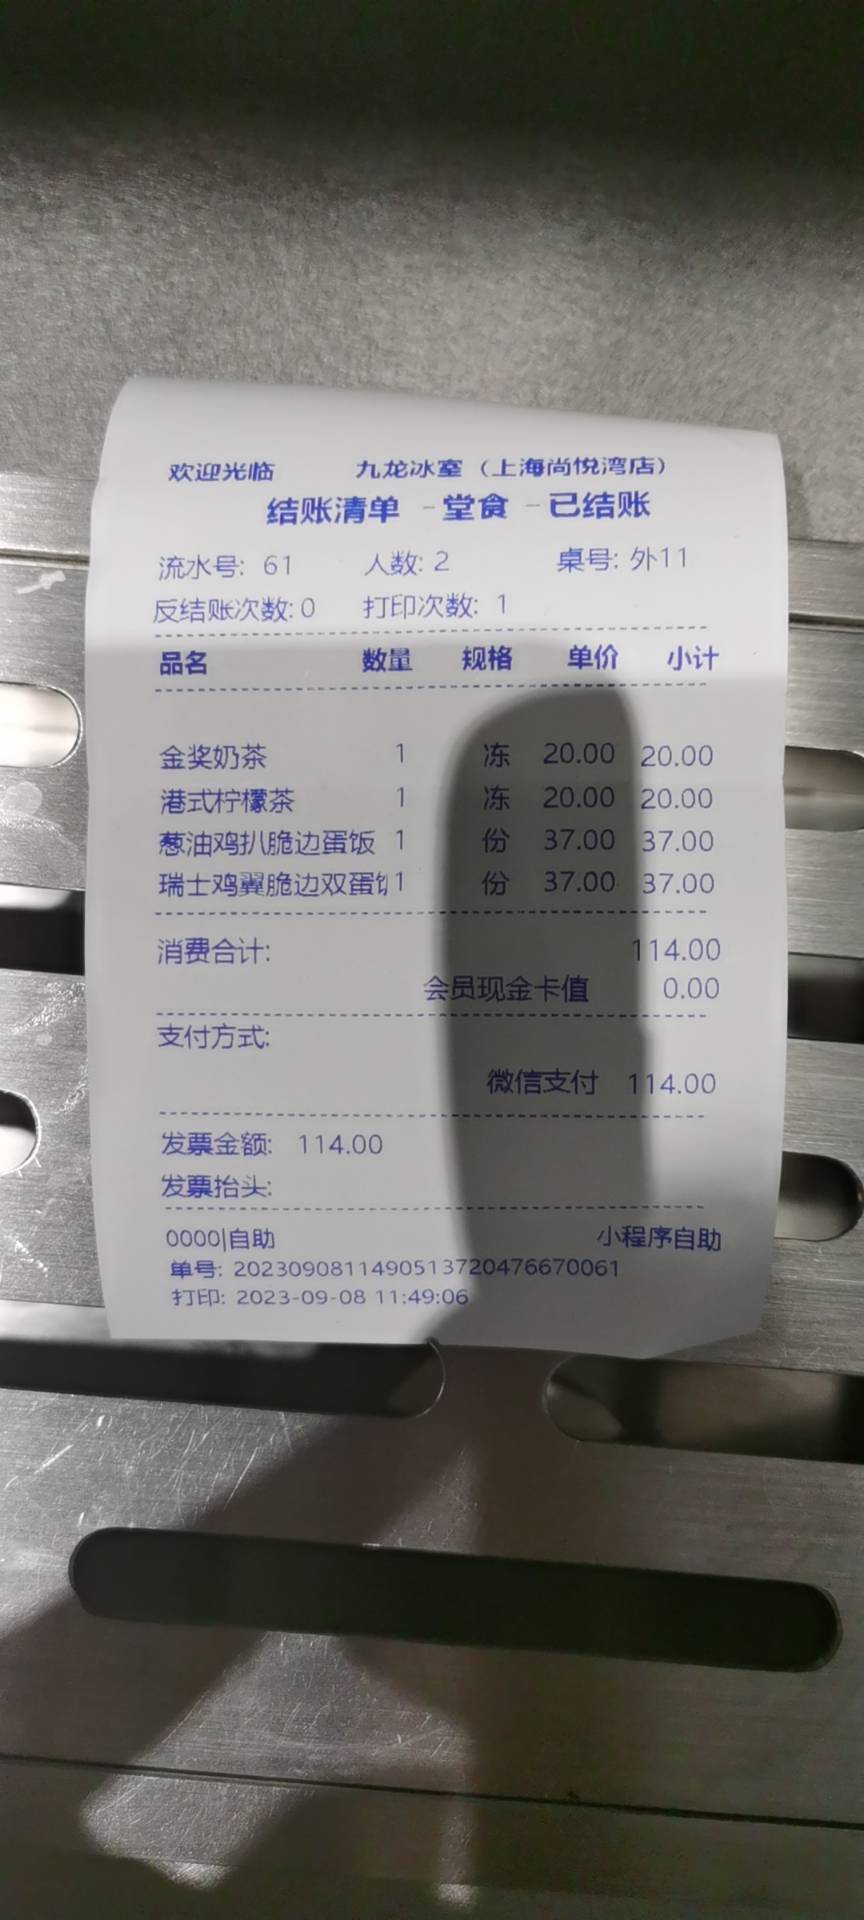 欢迎光临 九龙冰室（上海尚悦湾店）
结账清单 - 堂食 - 已结账
流水号: 61 人数: 2 桌号: 外11
反结账次数: 0 打印次数: 1
品名 数量 规格 单价 小计
金奖奶茶 1 冻 20.00 20.00
港式柠檬茶 1 冻 20.00 20.00
葱油鸡扒脆边蛋饭 1 份 37.00 37.00
瑞士鸡翼脆边双蛋 1 份 37.00 37.00
消费合计: 114.00
会员现金卡值 0.00
支付方式:
微信支付 114.00
发票金额: 114.00
发票抬头:
0000|自助 小程序自助
单号: 20230908114905137204766​70061
打印: 2023-09-08 11:49:06